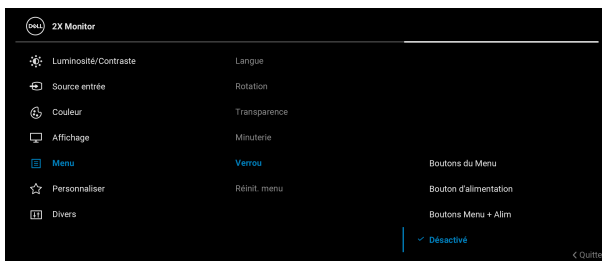 DELL 2X Monitor
Luminosité/Contraste Langue
Source entrée Rotation
Couleur Transparence
Affichage Minuterie
Menu Verrou Boutons du Menu
Personnaliser Réinit. menu Bouton d'alimentation
Divers Boutons Menu + Alim
Désactivé
Quitte